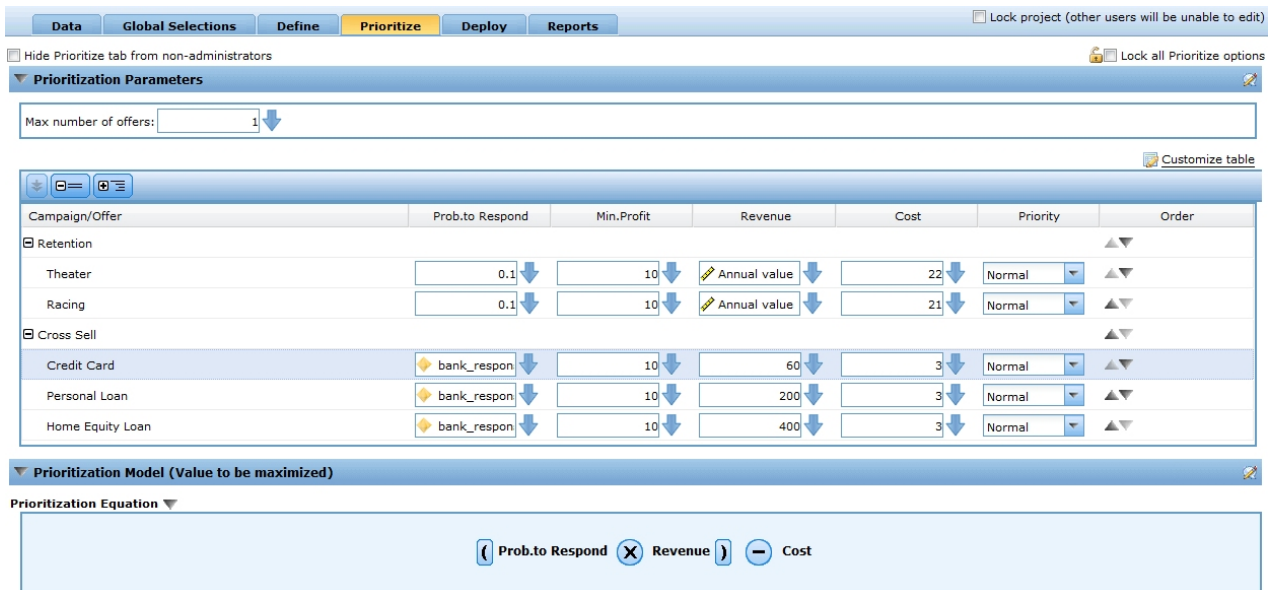 Data Global Selections Define Prioritize Deploy Reports Lock project (other users will be unable to edit)
Hide Prioritize tab from non-administrators Lock all Prioritize options
Prioritization Parameters
Max number of offers: 1
Customize table
Campaign/Offer Prob.to Respond Min.Profit Revenue Cost Priority Order
Retention
Theater 0.1 10 Annual value 22 Normal
Racing 0.1 10 Annual value 21 Normal
Cross Sell
Credit Card bank_respon 10 60 3 Normal
Personal Loan bank_respon 10 200 3 Normal
Home Equity Loan bank_respon 10 400 3 Normal
Prioritization Model (Value to be maximized)
Prioritization Equation
( Prob.to Respond X Revenue ) − Cost